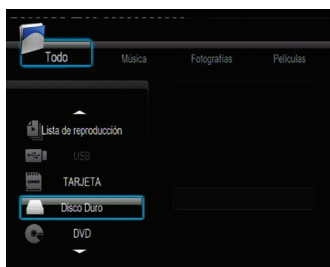 Todo Música Fotografías Películas
Lista de reproducción
USB
TARJETA
Disco Duro
DVD